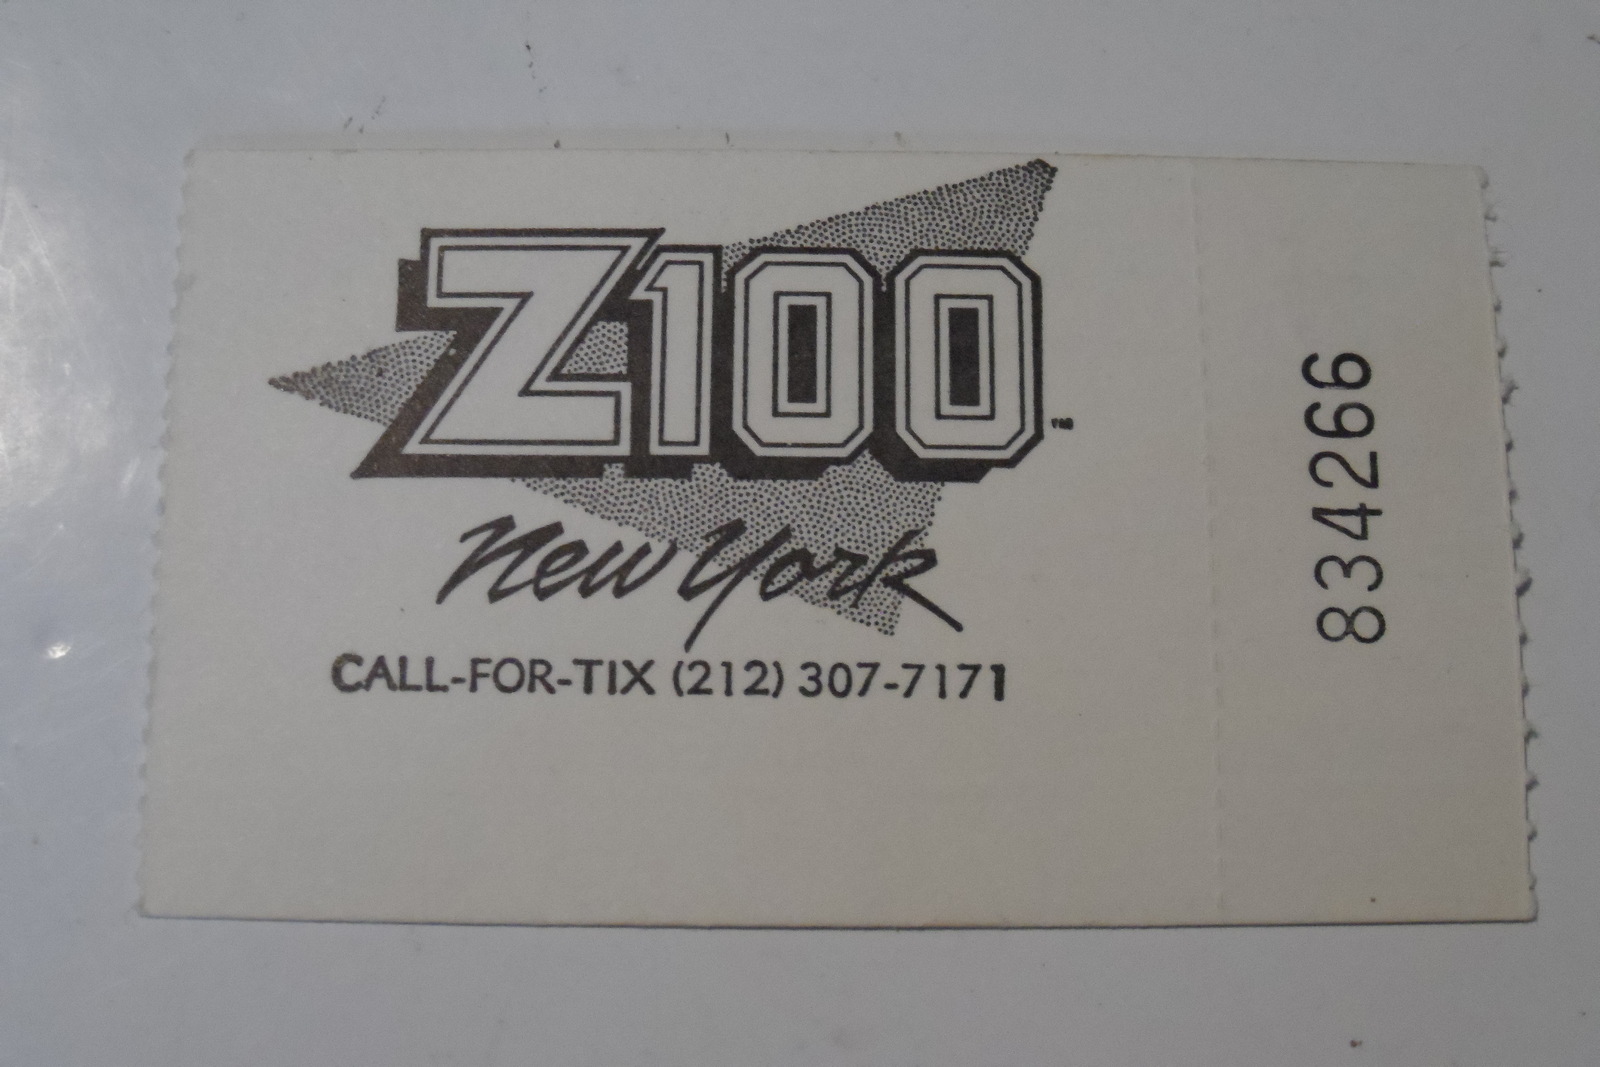 Z100
New York
CALL-FOR-TIX (212) 307-7171
834266